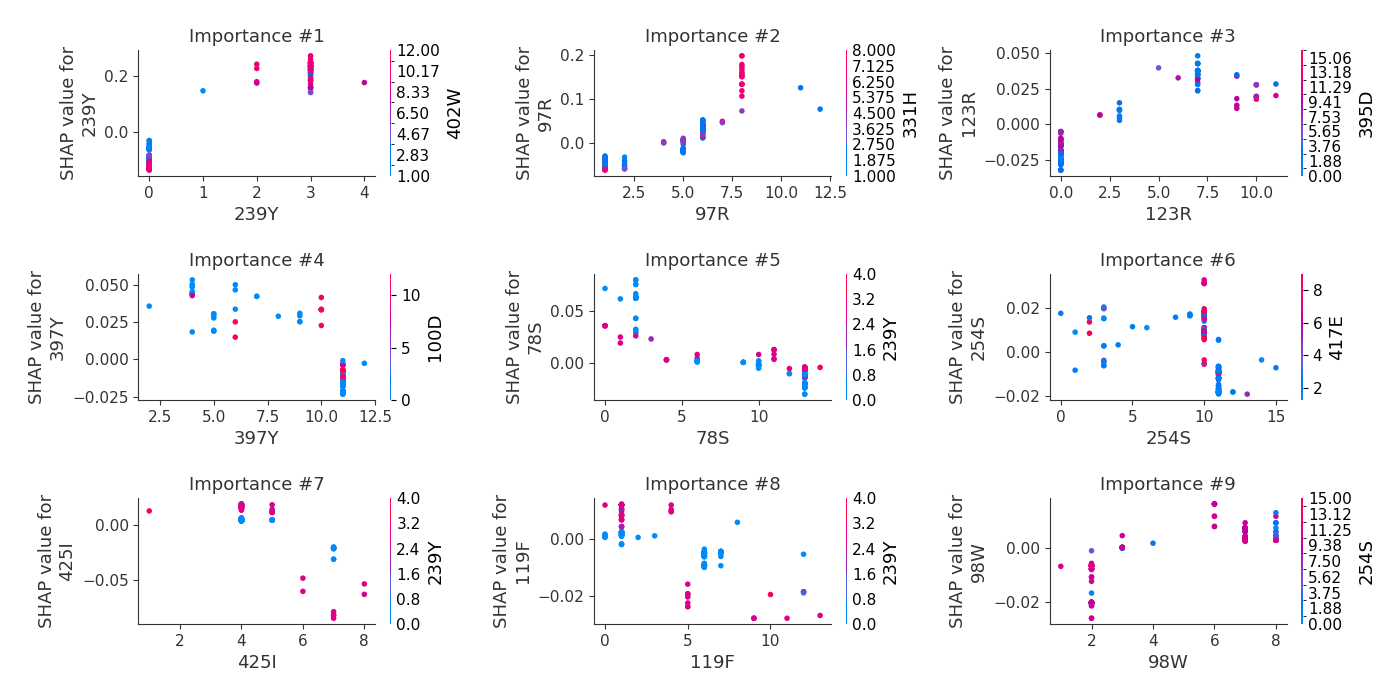 Importance #1
SHAP value for
239Y
0.2
0.0
0
1
2
3
4
239Y
12.00
10.17
8.33
6.50
4.67
2.83
1.00
402W
Importance #2
SHAP value for
97R
0.2
0.1
0.0
2.5
5.0
7.5
10.0
12.5
97R
8.000
7.125
6.250
5.375
4.500
3.625
2.750
1.875
1.000
331H
Importance #3
SHAP value for
123R
0.050
0.025
0.000
−0.025
0.0
2.5
5.0
7.5
10.0
123R
15.06
13.18
11.29
9.41
7.53
5.65
3.76
1.88
0.00
395D
Importance #4
SHAP value for
397Y
0.050
0.025
0.000
−0.025
2.5
5.0
7.5
10.0
12.5
397Y
10
5
0
100D
Importance #5
SHAP value for
78S
0.05
0.00
0
5
10
78S
4.0
3.2
2.4
1.6
0.8
0.0
239Y
Importance #6
SHAP value for
254S
0.02
0.00
−0.02
0
5
10
15
254S
8
6
4
2
417E
Importance #7
SHAP value for
425I
0.00
−0.05
2
4
6
8
425I
4.0
3.2
2.4
1.6
0.8
0.0
239Y
Importance #8
SHAP value for
119F
0.00
−0.02
0
5
10
119F
4.0
3.2
2.4
1.6
0.8
0.0
239Y
Importance #9
SHAP value for
98W
0.00
−0.02
2
4
6
8
98W
15.00
13.12
11.25
9.38
7.50
5.62
3.75
1.88
0.00
254S